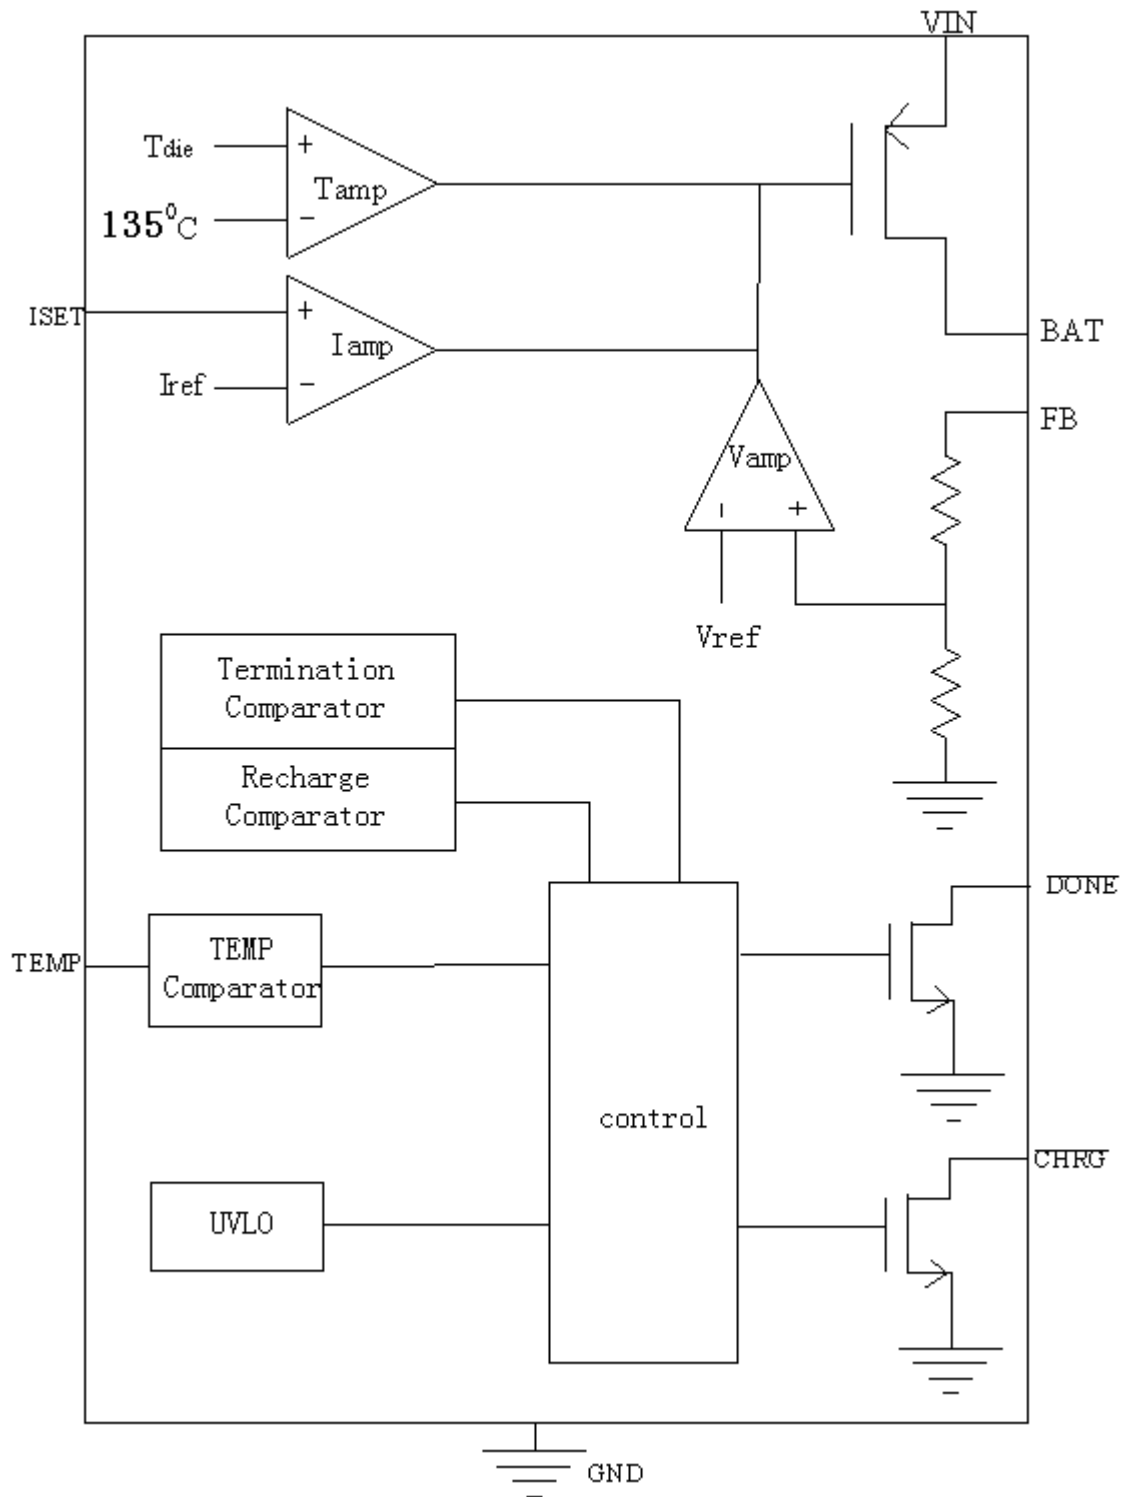 VIN
Tdie
+
Tamp
135⁰C
−
ISET
+
Iamp
BAT
Iref
−
FB
Vamp
− +
Vref
Termination
Comparator
Recharge
Comparator
DONE
TEMP
TEMP
Comparator
control
CHRG
UVLO
GND